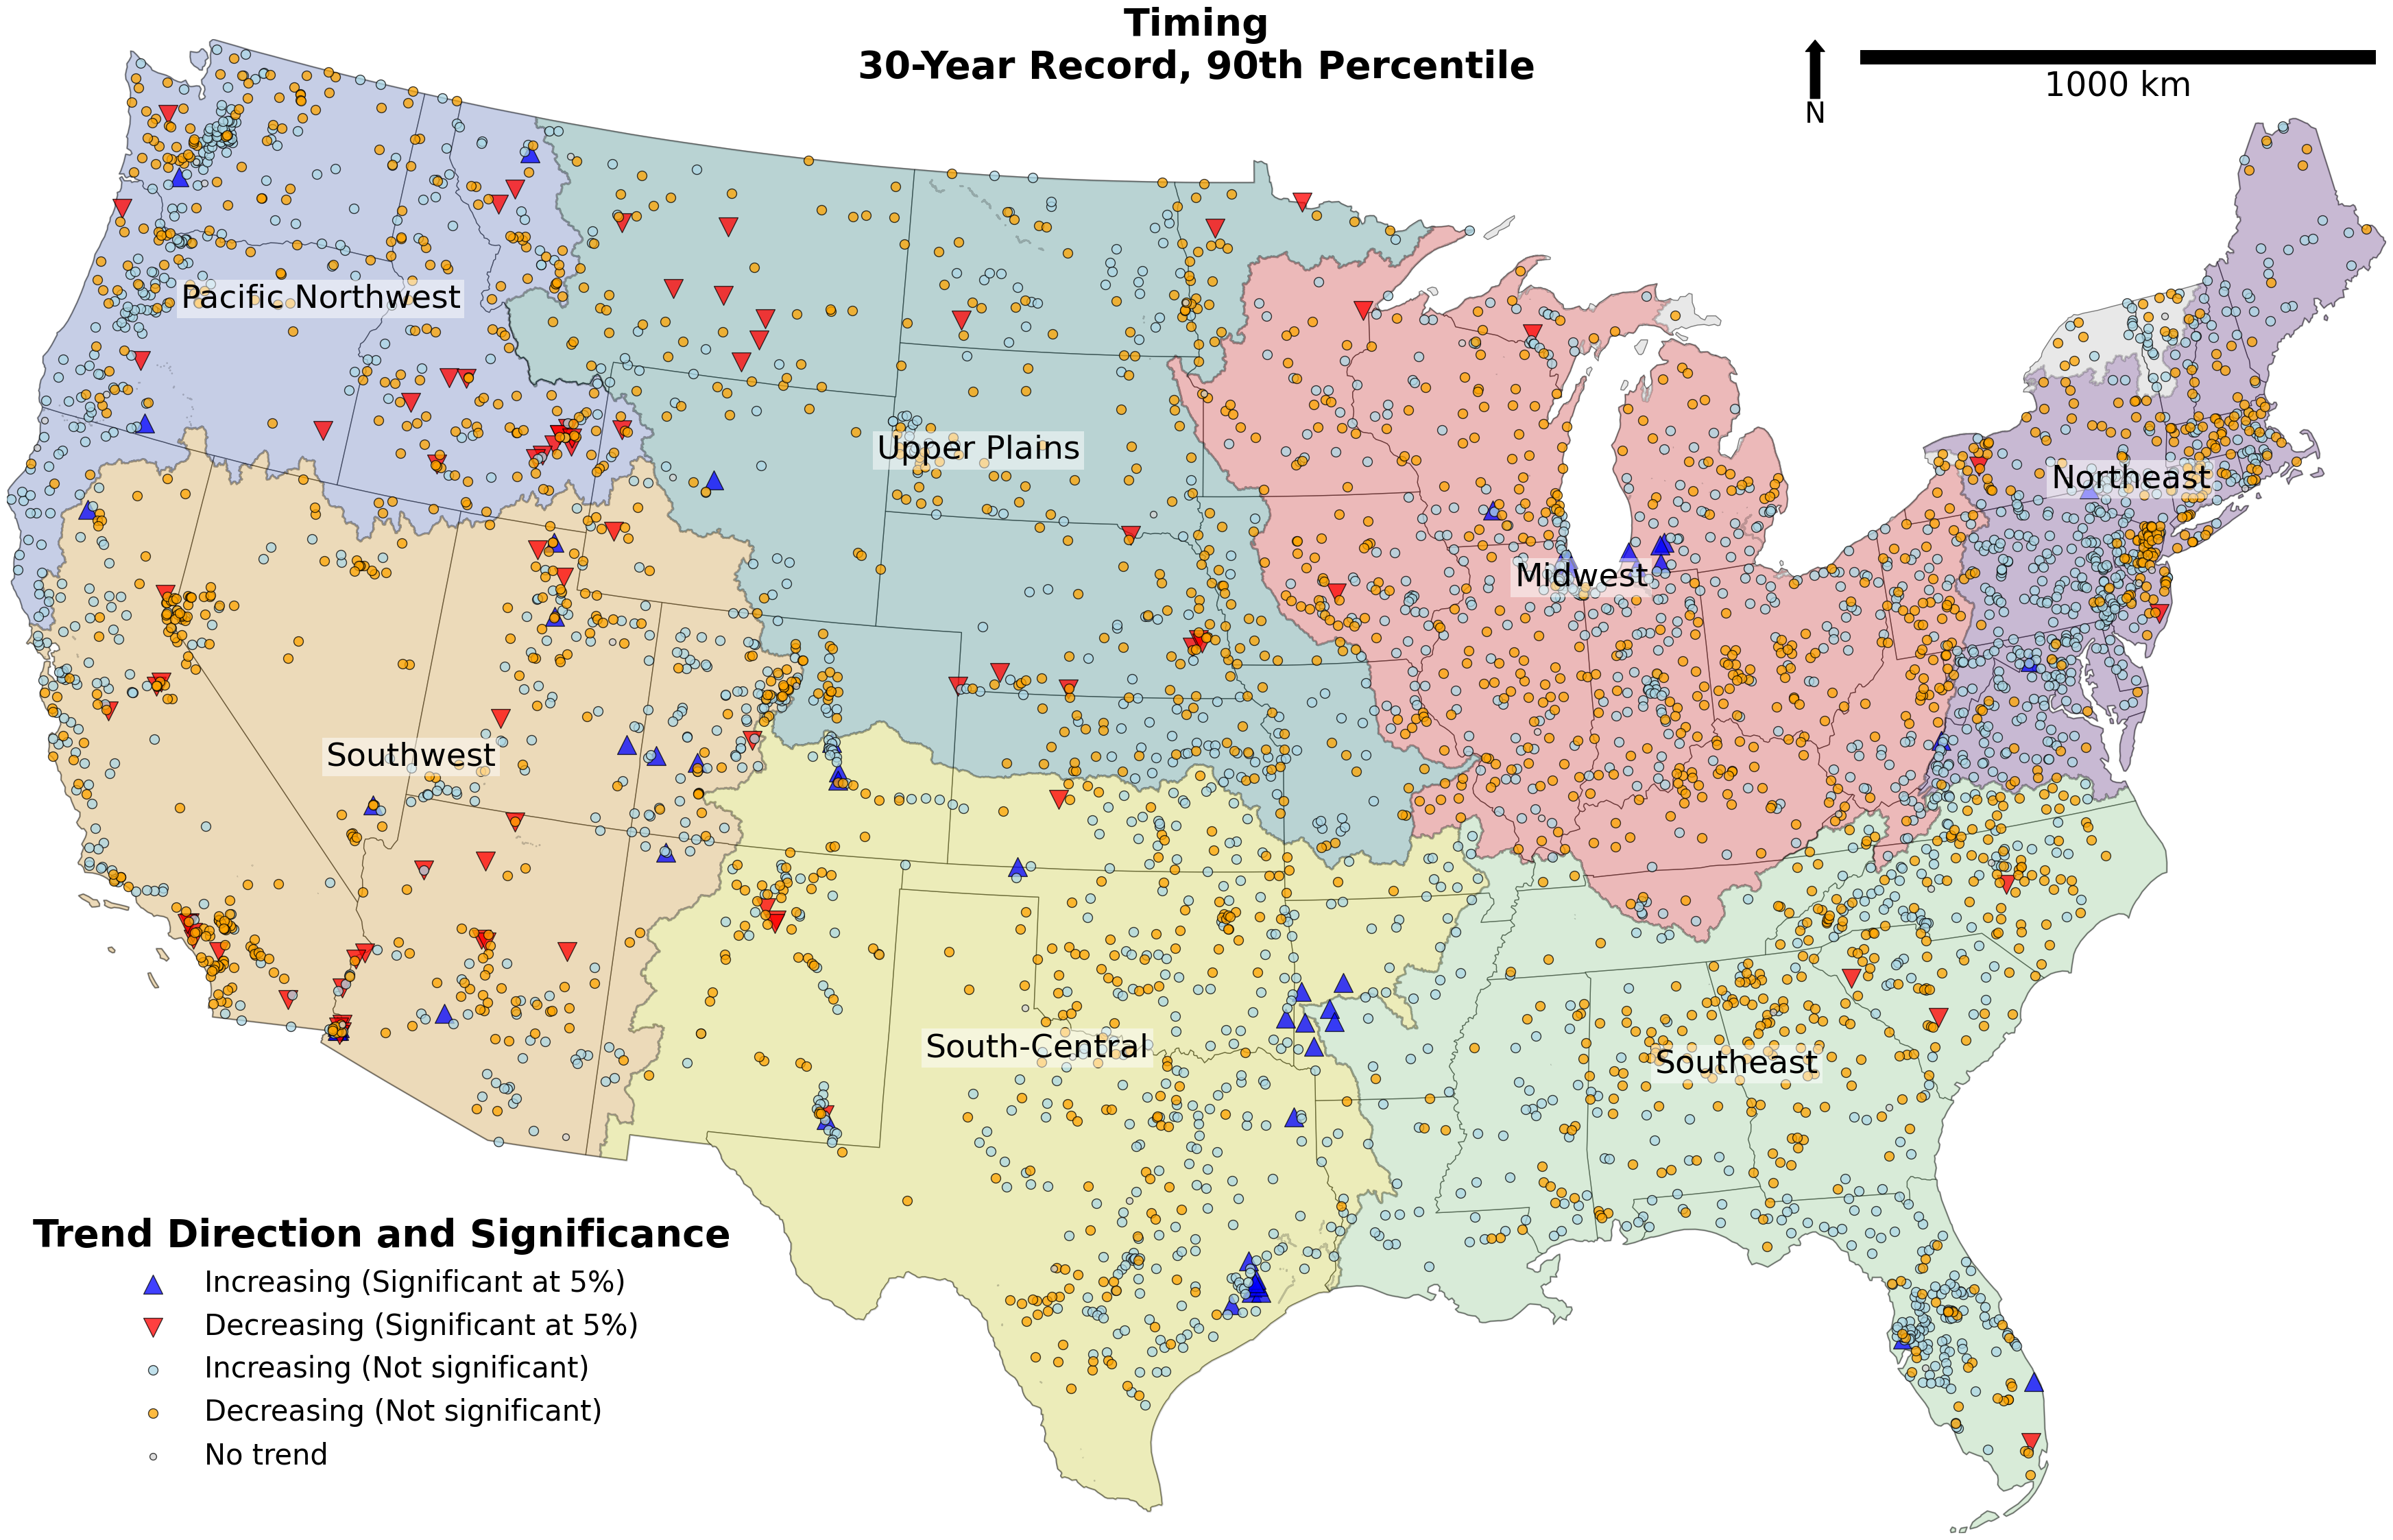 Timing
30-Year Record, 90th Percentile
N
1000 km
Pacific Northwest
Upper Plains
Northeast
Midwest
Southwest
South-Central
Southeast
Trend Direction and Significance
Increasing (Significant at 5%)
Decreasing (Significant at 5%)
Increasing (Not significant)
Decreasing (Not significant)
No trend